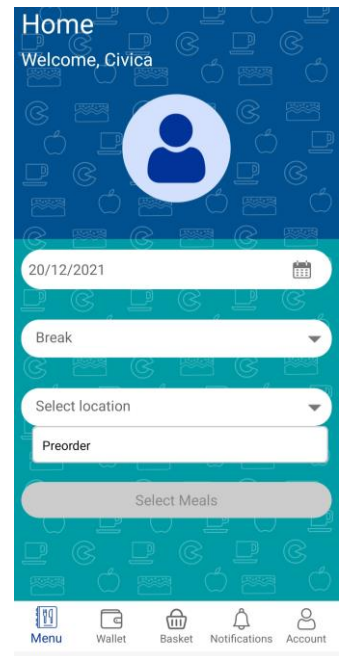 Home
Welcome, Civica
20/12/2021
Break
Select location
Preorder
Select Meals
Menu Wallet Basket Notifications Account